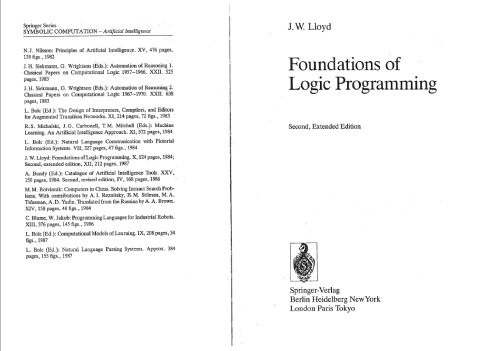 Springer Series
SYMBOLIC COMPUTATION – Artificial Intelligence
N.J. Nilsson: Principles of Artificial Intelligence. XV, 476 pages,
139 figs., 1982
J.H. Siekmann, G. Wrightson (Eds.): Automation of Reasoning 1.
Classical Papers on Computational Logic 1957–1966. XXII. 525
pages, 1983
J.H. Siekmann, G. Wrightson (Eds.): Automation of Reasoning 2.
Classical Papers on Computational Logic 1967–1970. XXII. 638
pages, 1983
L. Bolc (Ed.): The Design of Interpreters, Compilers, and Editors
for Augmented Transition Networks. XI, 214 pages, 72 figs., 1983
R.S. Michalski, J.G. Carbonell, T.M. Mitchell (Eds.): Machine
Learning. An Artificial Intelligence Approach. XI, 572 pages, 1984
L. Bolc (Ed.): Natural Language Communication with Pictorial
Information Systems. VII, 327 pages, 67 figs., 1984
J.W. Lloyd: Foundations of Logic Programming. X, 124 pages, 1984;
Second, extended edition, XII, 212 pages, 1987
A. Bundy (Ed.): Catalogue of Artificial Intelligence Tools. XXV,
150 pages, 1984. Second, revised edition, IV, 168 pages, 1986
M.M. Botvinnik: Computers in Chess. Solving Inexact Search Prob-
lems. With contributions by A.I. Reznitsky, B.M. Stilman, M.A.
Tsfasman, A.D. Yudin. Translated from the Russian by A.A. Brown.
XIV, 158 pages, 48 figs., 1984
C. Blume, W. Jakob: Programming Languages for Industrial Robots.
XIII, 376 pages, 145 figs., 1986
L. Bolc (Ed.): Computational Models of Learning. IX, 208 pages, 34
figs., 1987
L. Bolc (Ed.): Natural Language Parsing Systems. Approx. 384
pages, 155 figs., 1987
J.W. Lloyd
Foundations of
Logic Programming
Second, Extended Edition
Springer-Verlag
Berlin Heidelberg New York
London Paris Tokyo